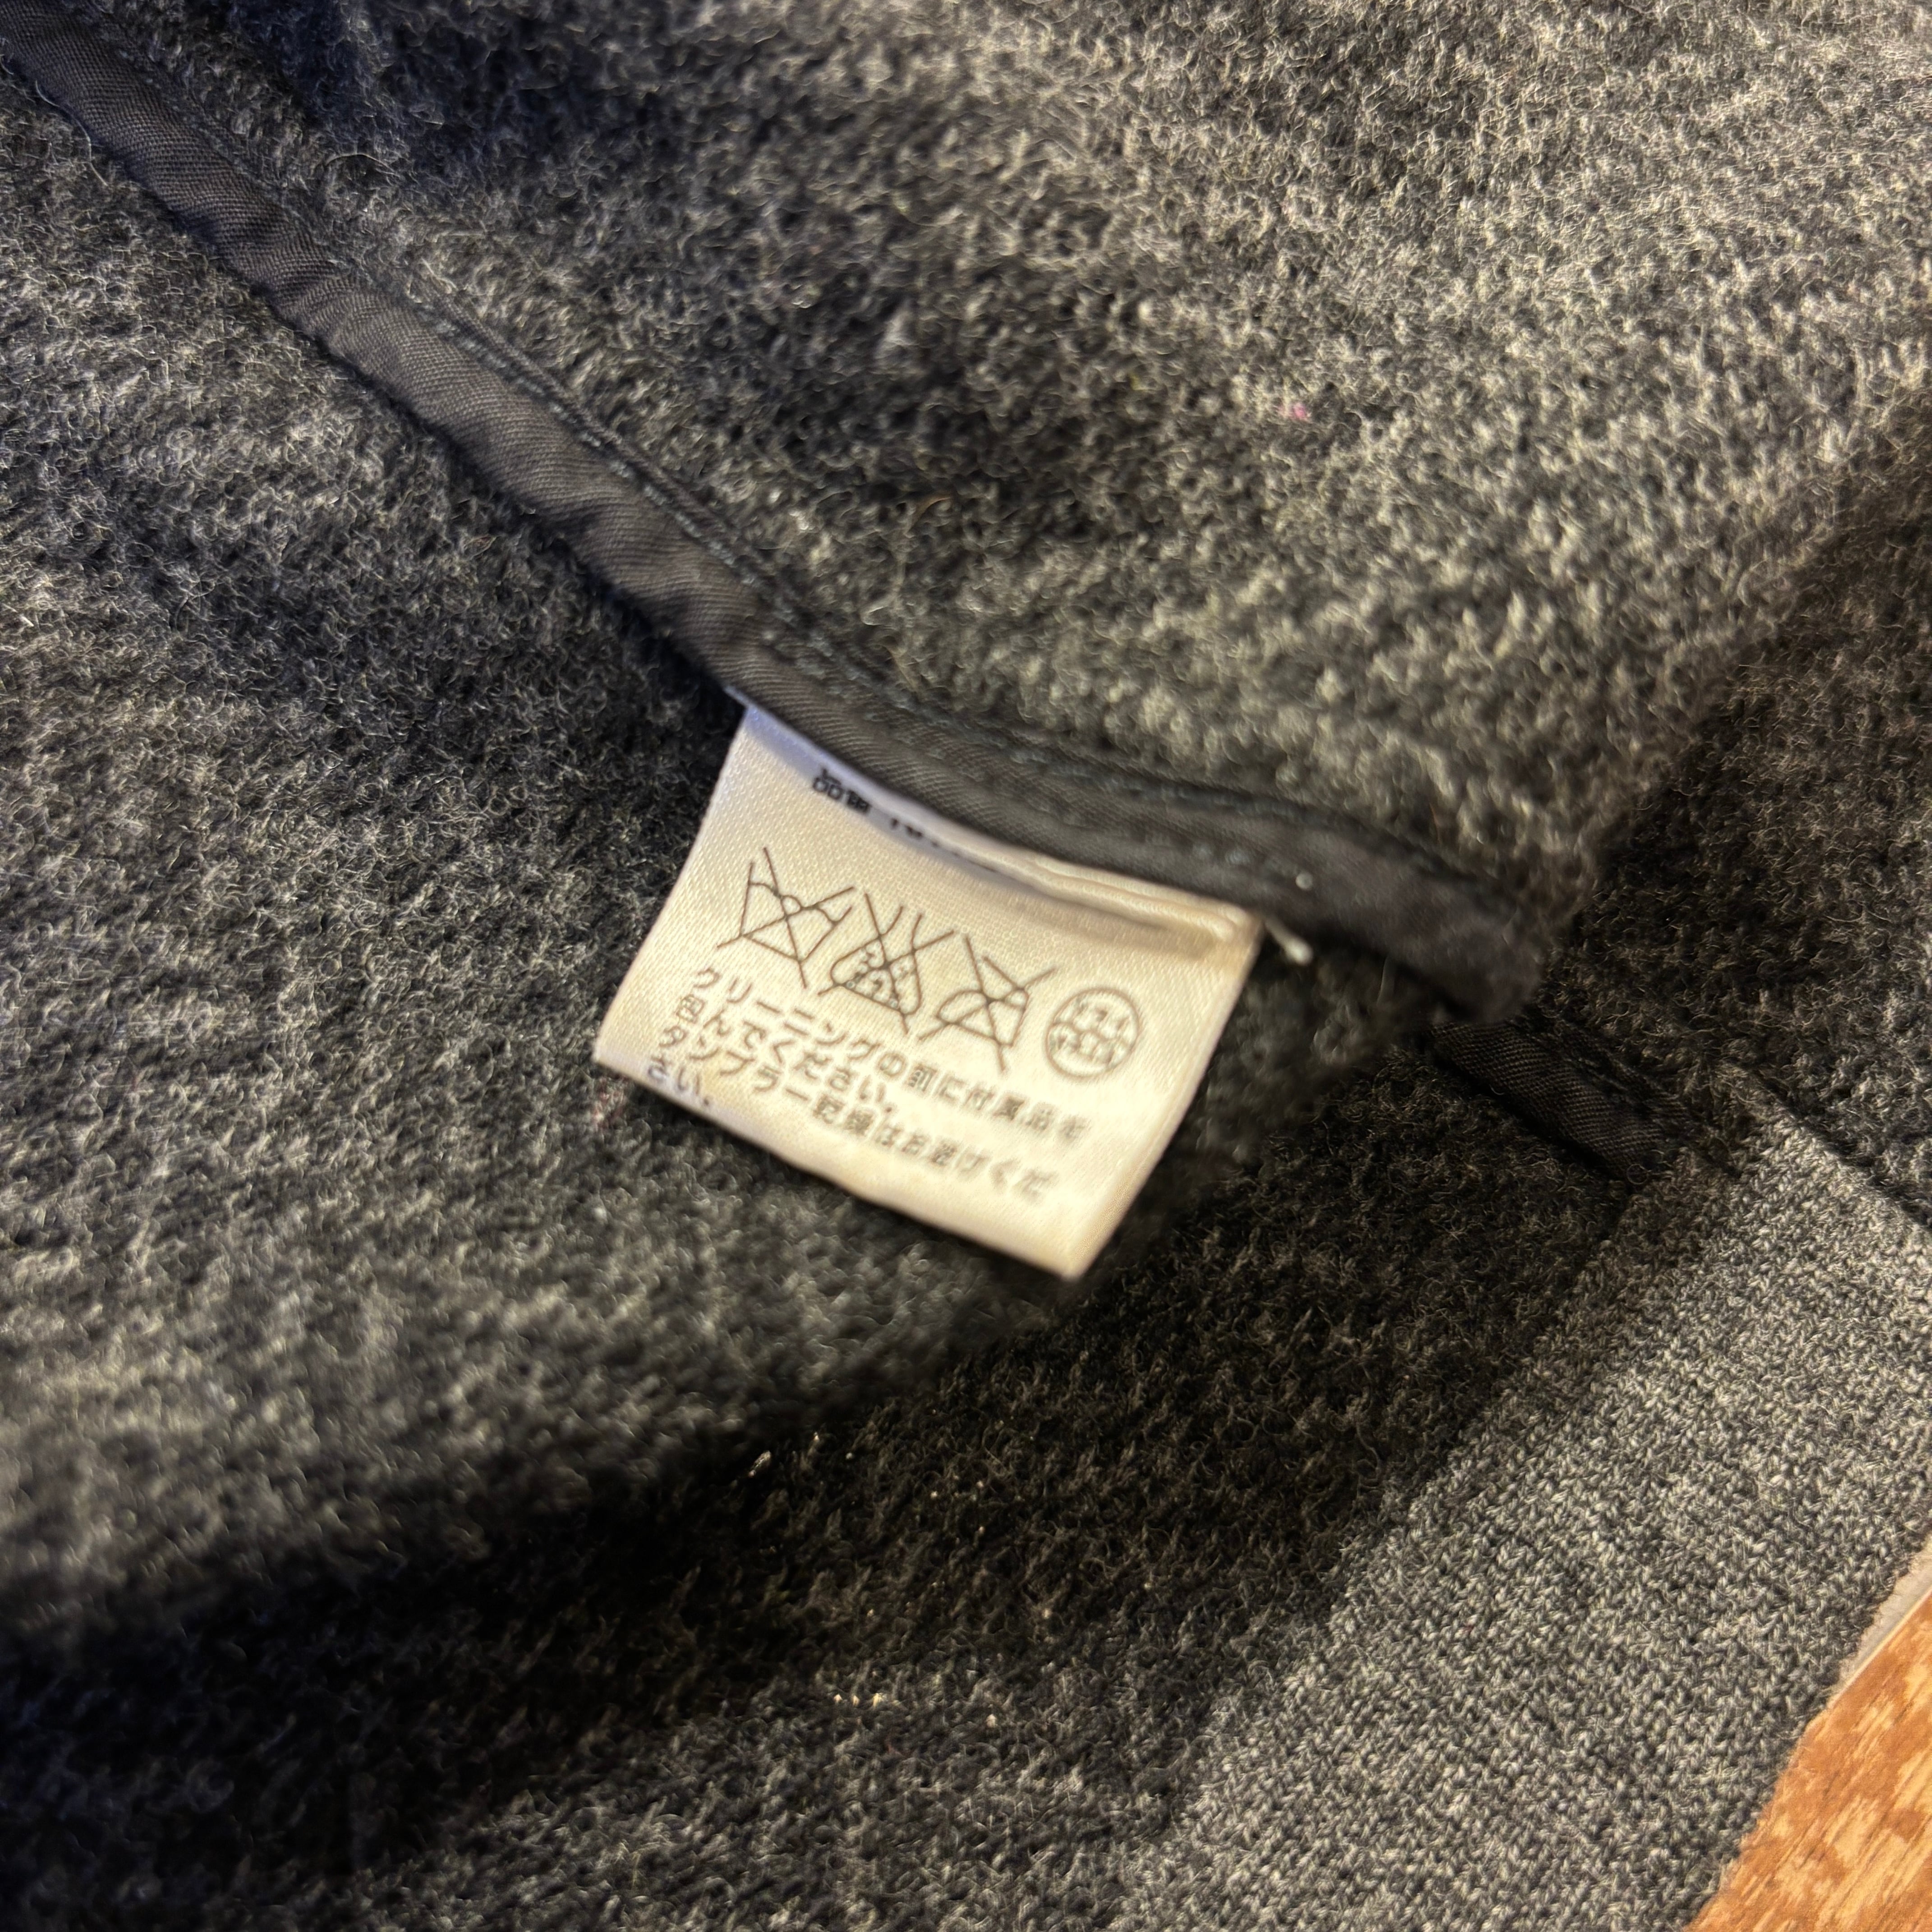 クリーニングの前に付属品を
包んでください。
タンブラー乾燥はお避けくだ
さい。